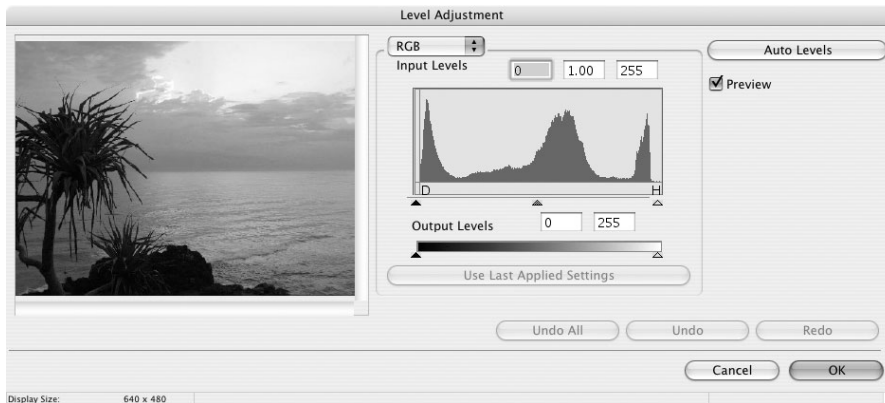 Level Adjustment
RGB
Input Levels 0 1.00 255
Auto Levels
Preview
D H
Output Levels 0 255
Use Last Applied Settings
Undo All Undo Redo
Cancel OK
Display Size: 640 x 480